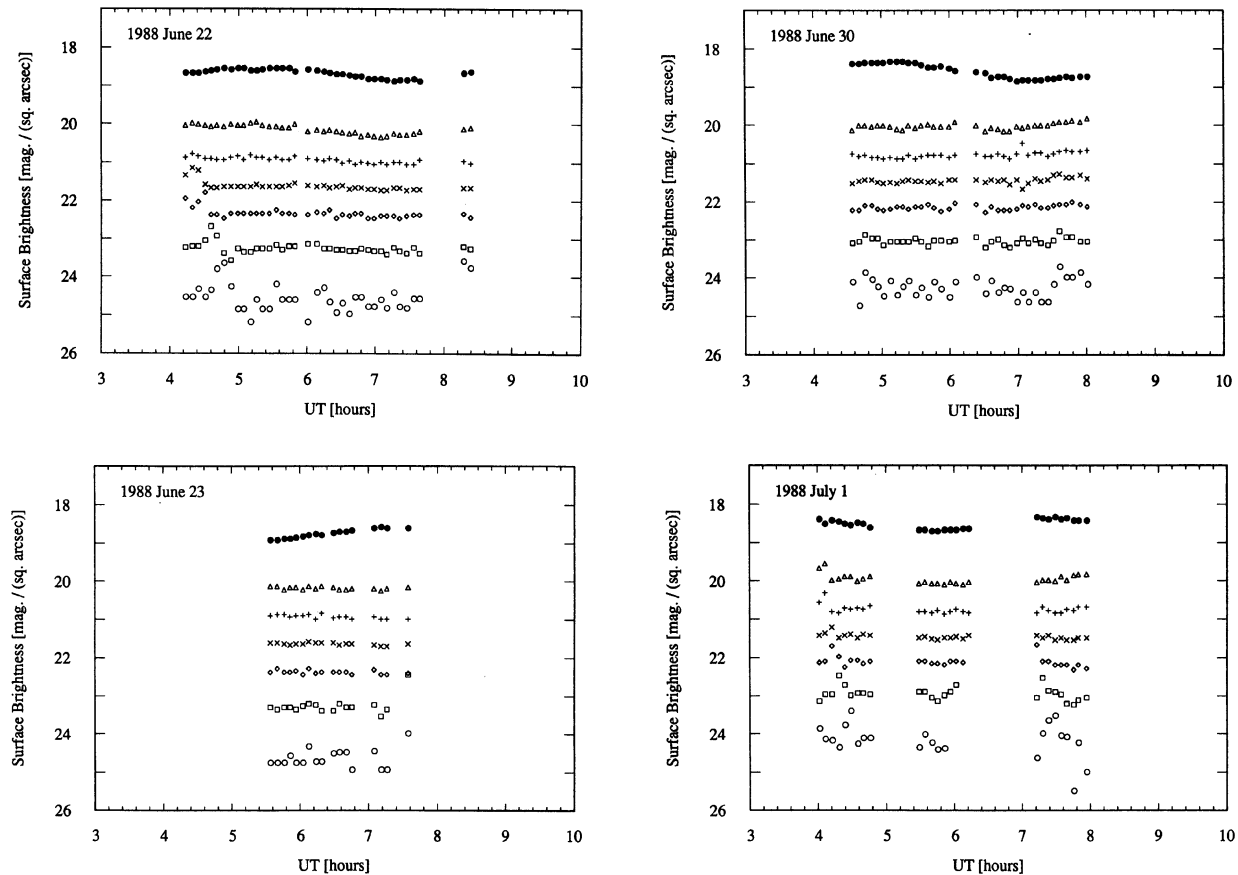 1988 June 22
Surface Brightness [mag. / (sq. arcsec)]
18
20
22
24
26
3 4 5 6 7 8 9 10
UT [hours]
1988 June 30
Surface Brightness [mag. / (sq. arcsec)]
18
20
22
24
26
3 4 5 6 7 8 9 10
UT [hours]
1988 June 23
Surface Brightness [mag. / (sq. arcsec)]
18
20
22
24
26
3 4 5 6 7 8 9 10
UT [hours]
1988 July 1
Surface Brightness [mag. / (sq. arcsec)]
18
20
22
24
26
3 4 5 6 7 8 9 10
UT [hours]